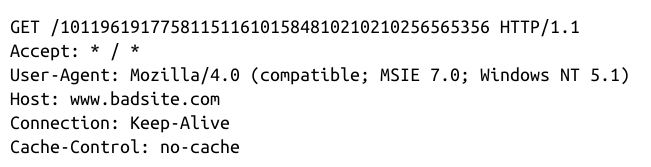 GET /1011961917758115116101584810210210256565356 HTTP/1.1
Accept: * / *
User-Agent: Mozilla/4.0 (compatible; MSIE 7.0; Windows NT 5.1)
Host: www.badsite.com
Connection: Keep-Alive
Cache-Control: no-cache